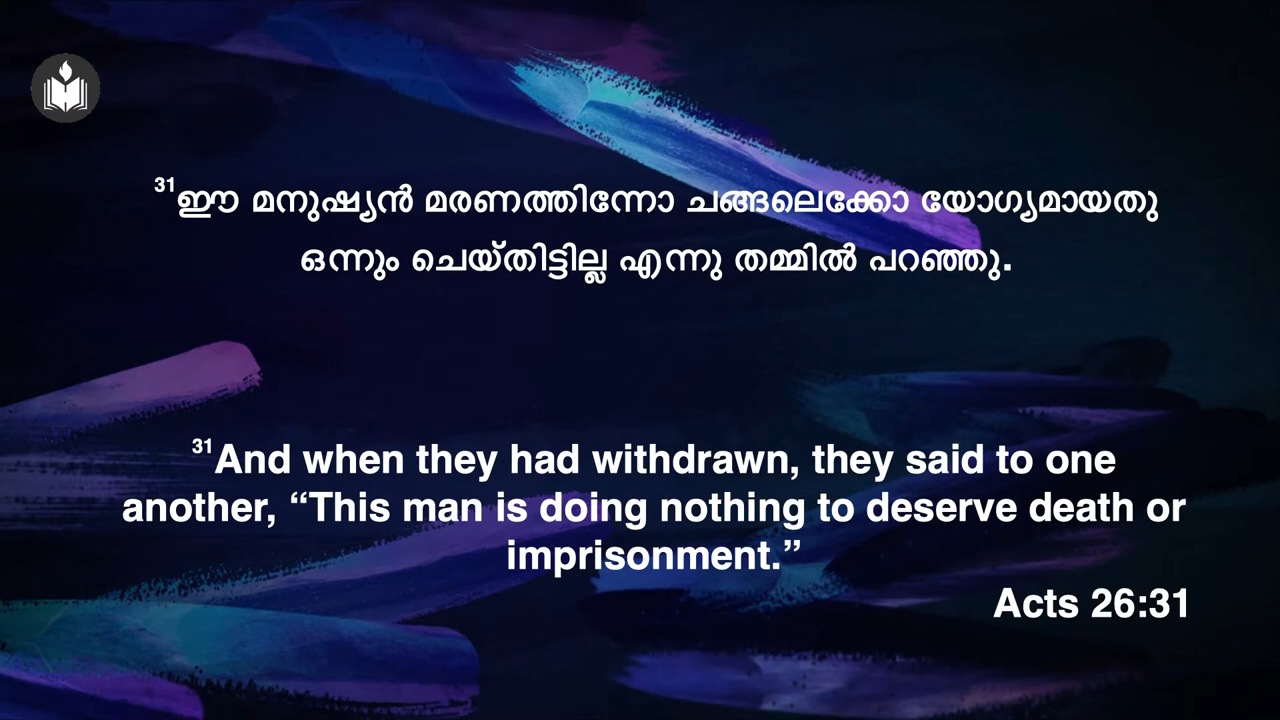 31ഈ മനുഷ്യൻ മരണത്തിന്നോ ചങ്ങലെക്കോ യോഗ്യമായതു
ഒന്നും ചെയ്തിട്ടില്ല എന്നു തമ്മിൽ പറഞ്ഞു.
31And when they had withdrawn, they said to one
another, “This man is doing nothing to deserve death or
imprisonment.”
Acts 26:31